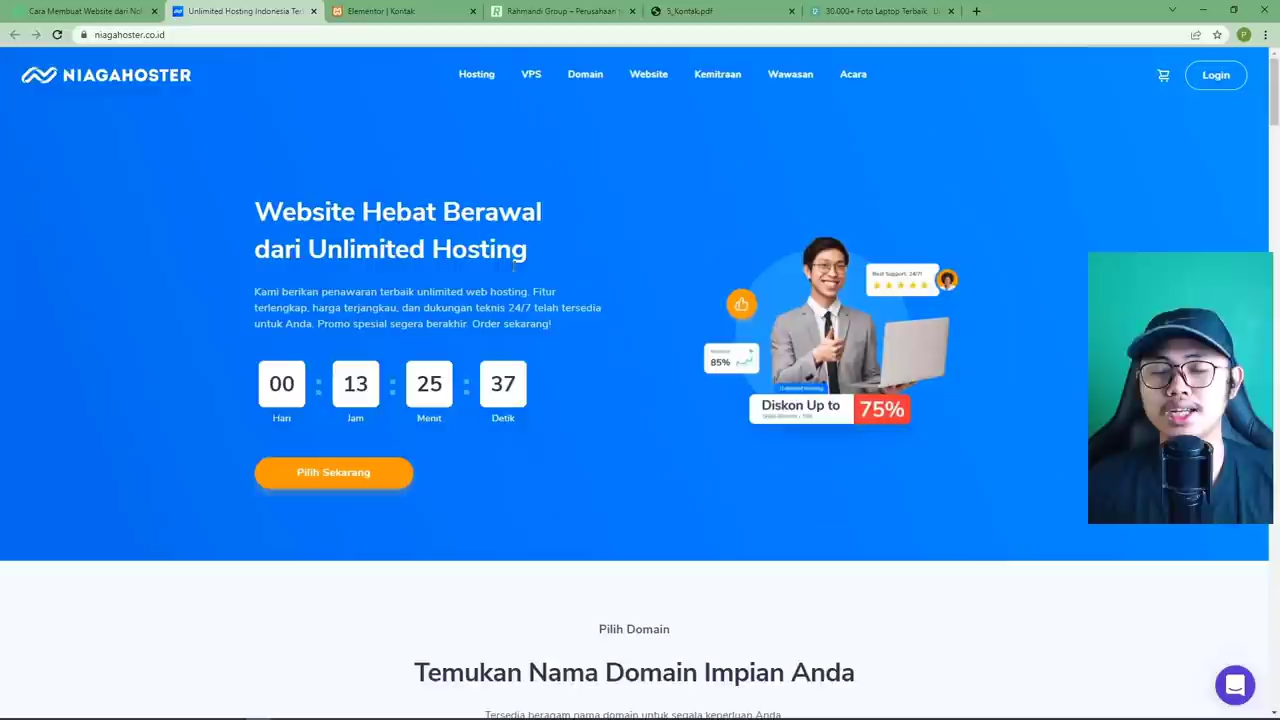 Cara Membuat Website dari Nol
Unlimited Hosting Indonesia Ter
Elementor | Kontak
Rahmandi Group – Perusahaan
5_Kontak.pdf
30.000+ Foto Laptop Terbaik
niagahoster.co.id
P
NIAGAHOSTER
Hosting
VPS
Domain
Website
Kemitraan
Wawasan
Acara
Login
Website Hebat Berawal
dari Unlimited Hosting
Kami berikan penawaran terbaik unlimited web hosting. Fitur
terlengkap, harga terjangkau, dan dukungan teknis 24/7 telah tersedia
untuk Anda. Promo spesial segera berakhir. Order sekarang!
00 : 13 : 25 : 37
Hari Jam Menit Detik
Pilih Sekarang
Best Support, 24/7!
85%
Unlimited Hosting
Diskon Up to
75%
Pilih Domain
Temukan Nama Domain Impian Anda
Tersedia beragam nama domain untuk segala keperluan Anda